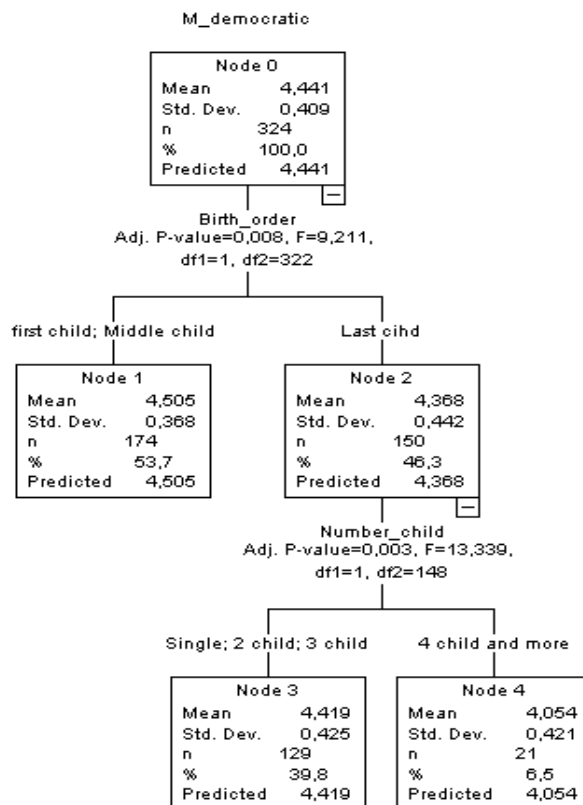 M_democratic
Node 0
Mean 4,441
Std. Dev. 0,409
n 324
% 100,0
Predicted 4,441
Birth_order
Adj. P-value=0,008, F=9,211,
df1=1, df2=322
first child; Middle child
Last cihd
Node 1
Mean 4,505
Std. Dev. 0,368
n 174
% 53,7
Predicted 4,505
Node 2
Mean 4,368
Std. Dev. 0,442
n 150
% 46,3
Predicted 4,368
Number_child
Adj. P-value=0,003, F=13,339,
df1=1, df2=148
Single; 2 child; 3 child
4 child and more
Node 3
Mean 4,419
Std. Dev. 0,425
n 129
% 39,8
Predicted 4,419
Node 4
Mean 4,054
Std. Dev. 0,421
n 21
% 6,5
Predicted 4,054